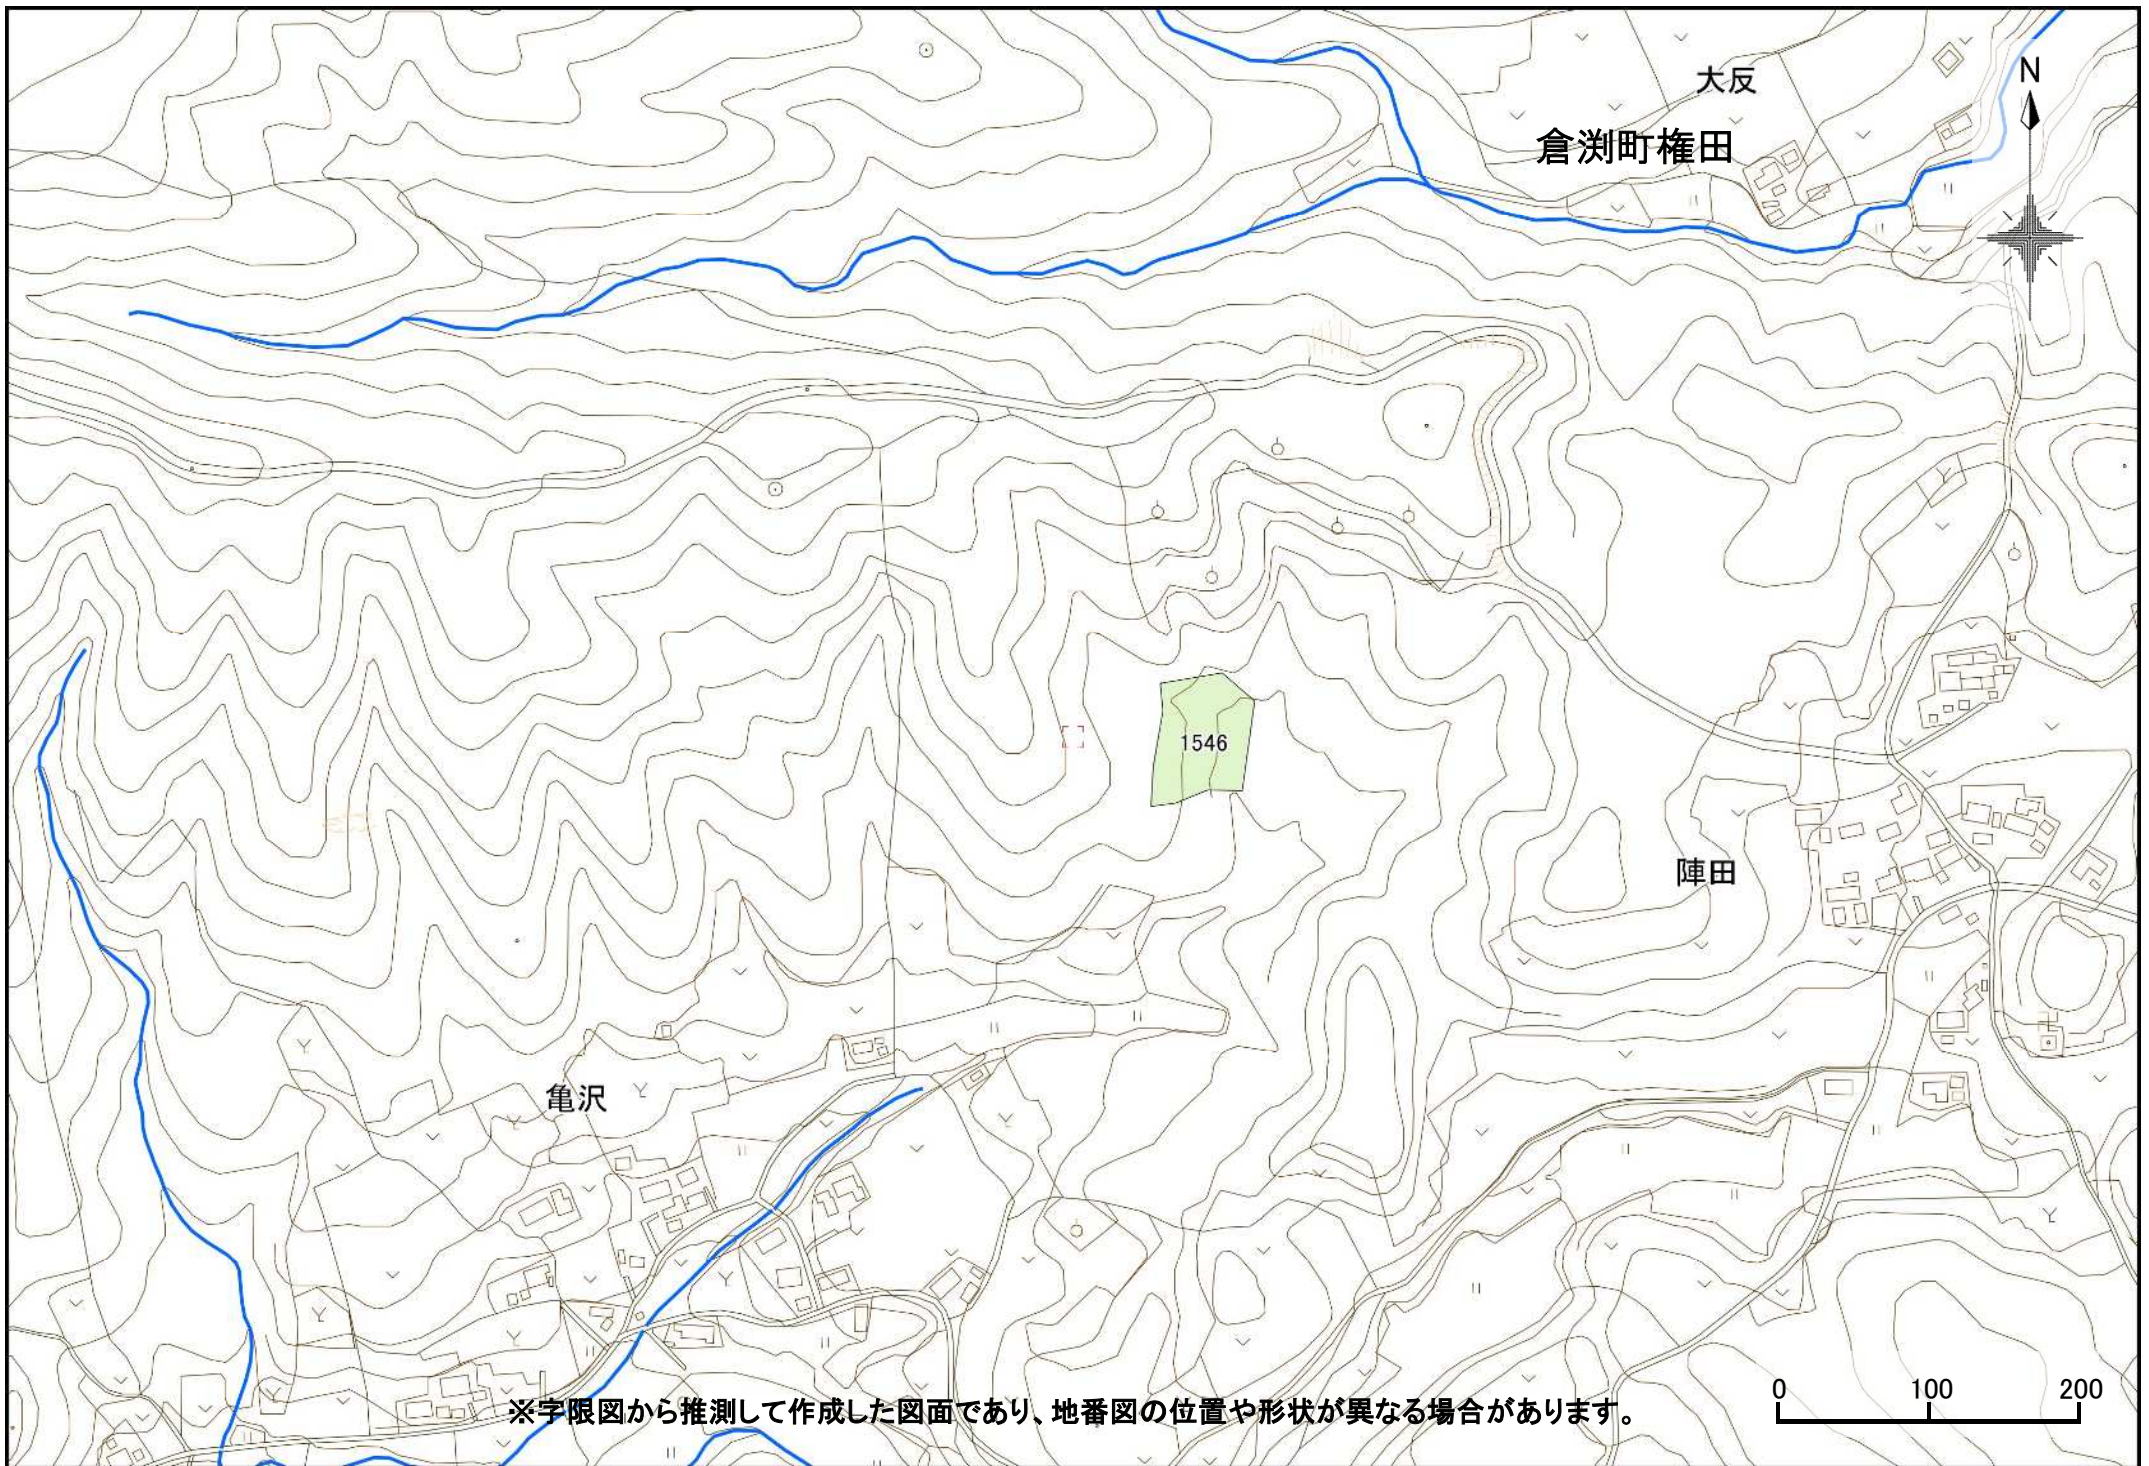 大反
N
倉渕町権田
1546
陣田
亀沢
0 100 200
※字限図から推測して作成した図面であり、地番図の位置や形状が異なる場合があります。